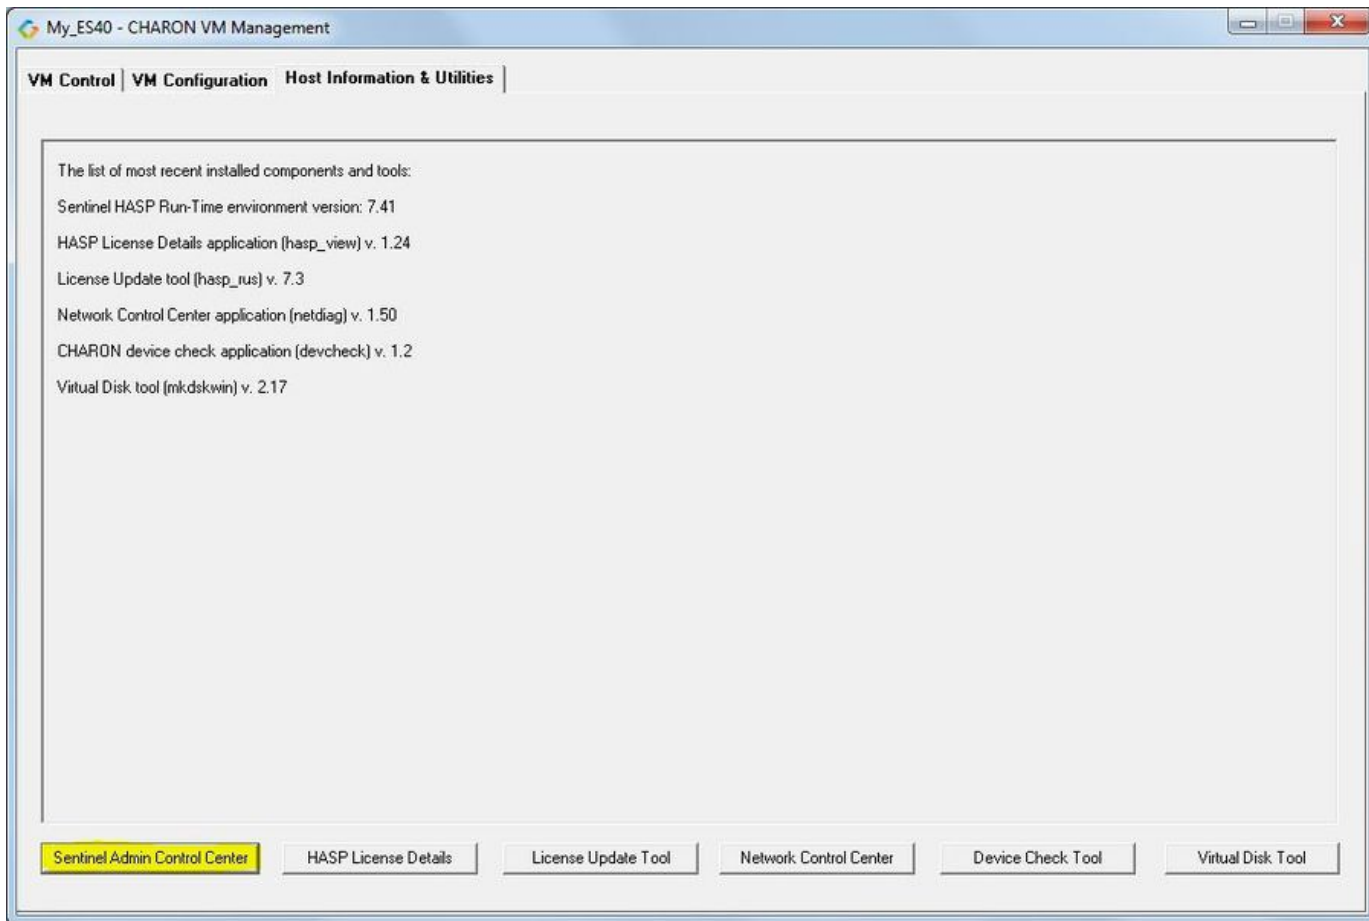 My_ES40 - CHARON VM Management
VM Control VM Configuration Host Information & Utilities
The list of most recent installed components and tools:
Sentinel HASP Run-Time environment version: 7.41
HASP License Details application (hasp_view) v. 1.24
License Update tool (hasp_rus) v. 7.3
Network Control Center application (netdiag) v. 1.50
CHARON device check application (devcheck) v. 1.2
Virtual Disk tool (mkdskwin) v. 2.17
Sentinel Admin Control Center HASP License Details License Update Tool Network Control Center Device Check Tool Virtual Disk Tool